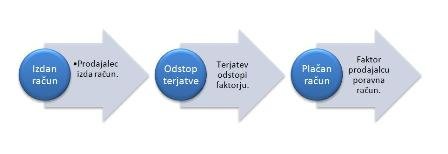 Izdan
račun
•Prodajalec
izda račun.
Odstop
terjatve
Terjatev
odstopi
faktorju.
Plačan
račun
Faktor
prodajalcu
poravna
račun.